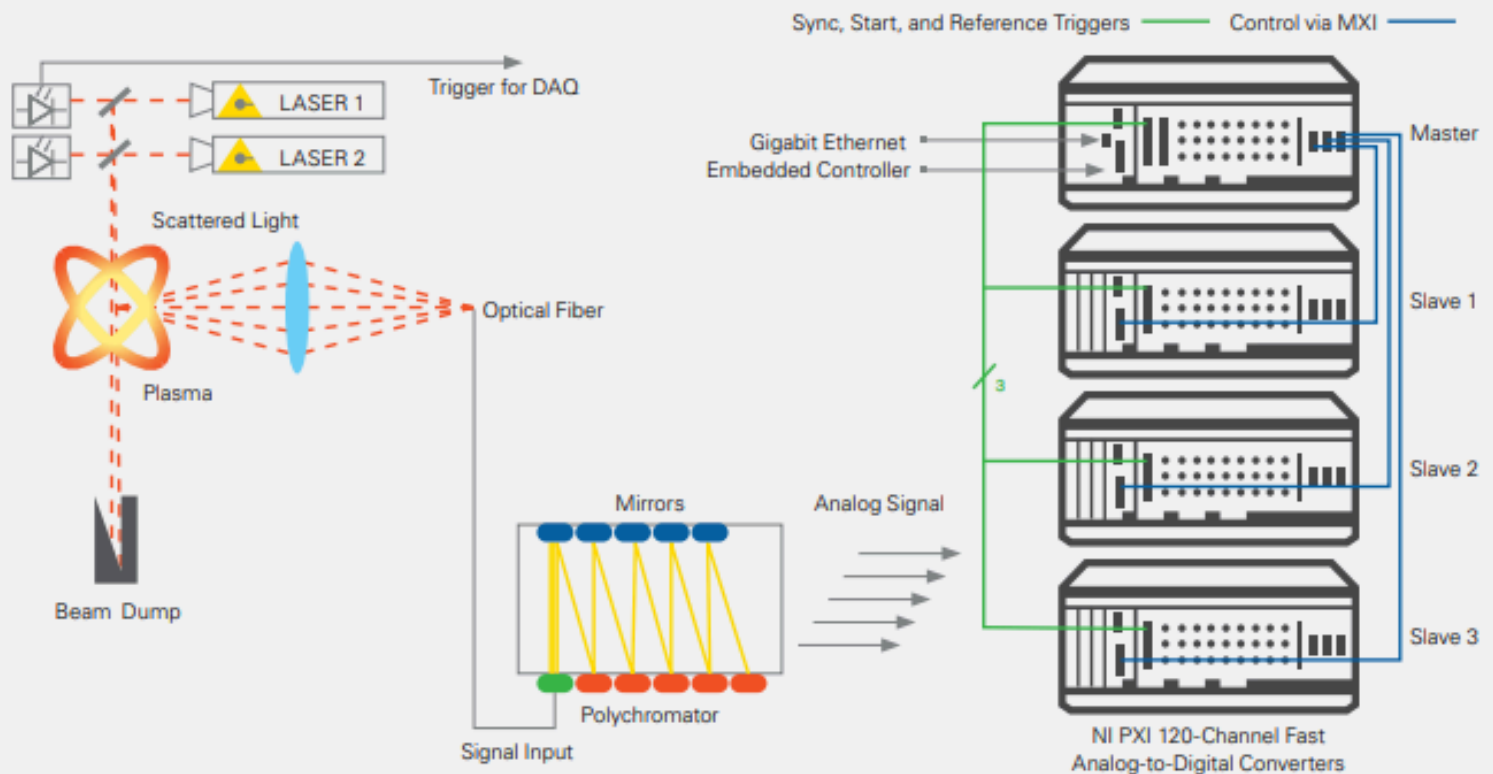 Sync, Start, and Reference Triggers
Control via MXI
Trigger for DAQ
LASER 1
LASER 2
Gigabit Ethernet
Embedded Controller
Master
Scattered Light
Optical Fiber
Slave 1
Plasma
3
Slave 2
Mirrors
Analog Signal
Beam Dump
Slave 3
Polychromator
Signal Input
NI PXI 120-Channel Fast
Analog-to-Digital Converters